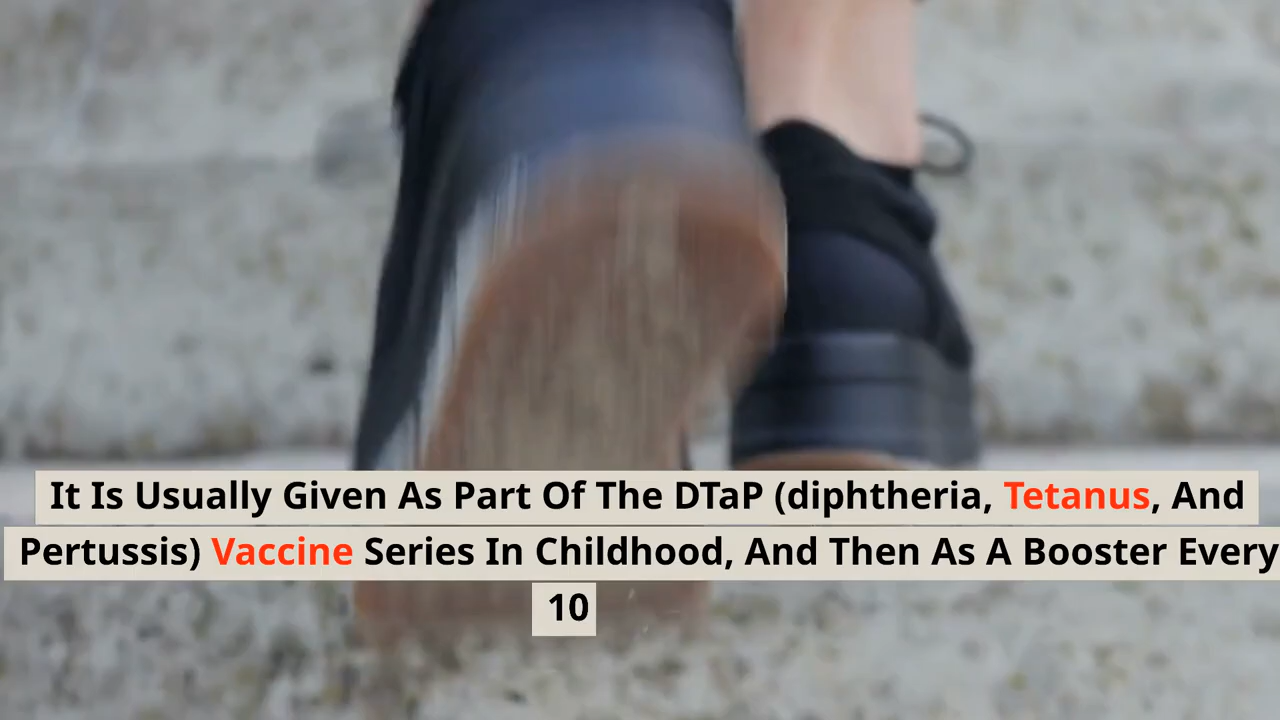 It Is Usually Given As Part Of The DTaP (diphtheria, Tetanus, And
Pertussis) Vaccine Series In Childhood, And Then As A Booster Every
10